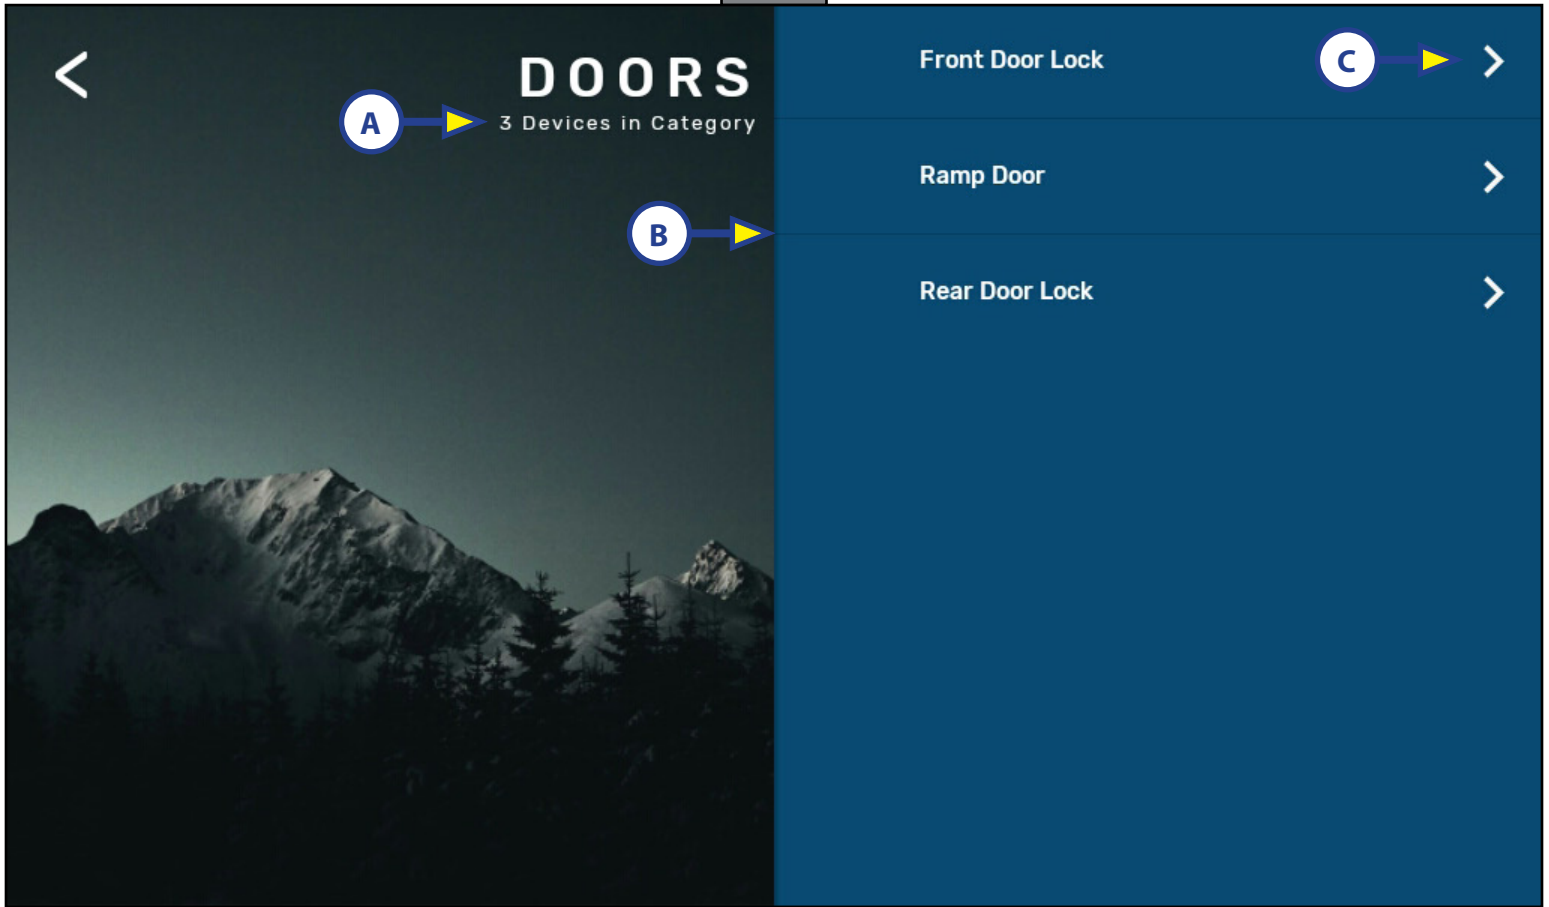 DOORS
A
3 Devices in Category
B
Front Door Lock
C
Ramp Door
Rear Door Lock